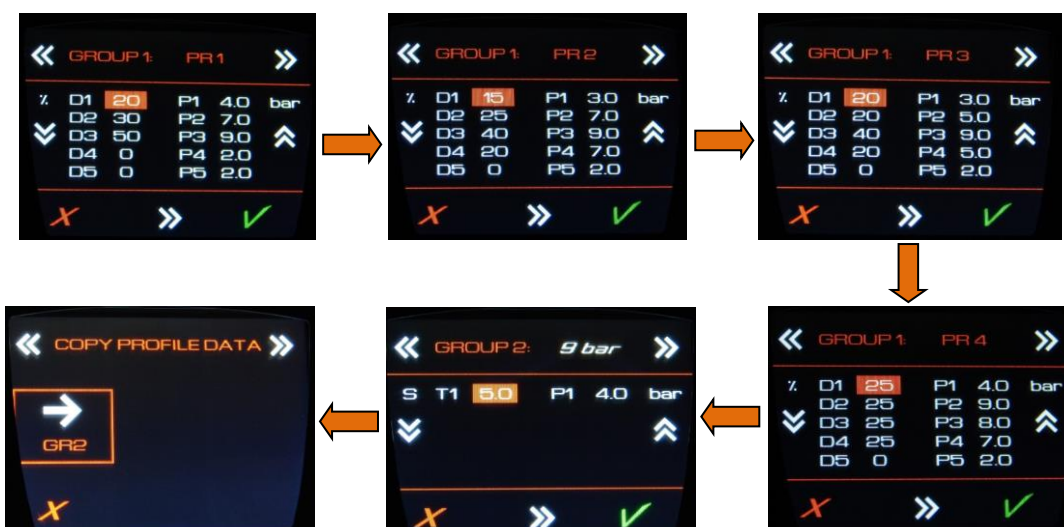 GROUP 1: PR 1
% D1 20 P1 4.0 bar
D2 30 P2 7.0
D3 50 P3 9.0
D4 0 P4 2.0
D5 0 P5 2.0
X
GROUP 1: PR 2
% D1 15 P1 3.0 bar
D2 25 P2 7.0
D3 40 P3 9.0
D4 20 P4 7.0
D5 0 P5 2.0
X
GROUP 1: PR 3
% D1 20 P1 3.0 bar
D2 20 P2 5.0
D3 40 P3 9.0
D4 20 P4 5.0
D5 0 P5 2.0
X
GROUP 1: PR 4
% D1 25 P1 4.0 bar
D2 25 P2 9.0
D3 25 P3 8.0
D4 25 P4 7.0
D5 0 P5 2.0
X
GROUP 2: 9 bar
S T1 5.0 P1 4.0 bar
X
COPY PROFILE DATA
GR2
X